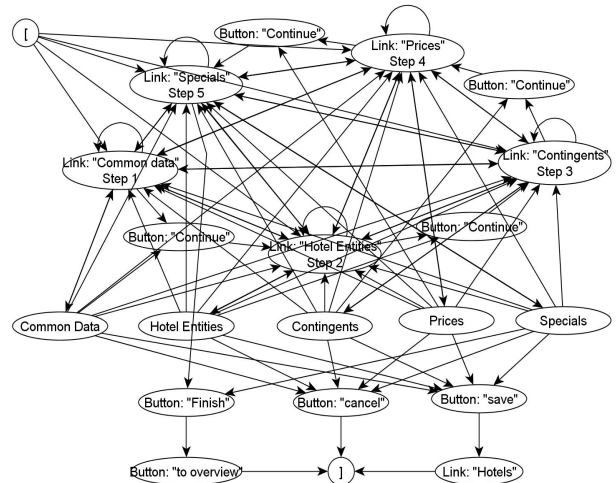 [
Button: "Continue"
Link: "Prices"
Step 4
Link: "Specials"
Step 5
Button: "Continue"
Link: "Common data"
Step 1
Link: "Contingents"
Step 3
Button: "Continue"
Button: "Continue"
Link: "Hotel Entities"
Step 2
Common Data
Hotel Entities
Contingents
Prices
Specials
Button: "Finish"
Button: "cancel"
Button: "save"
Button: "to overview"
]
Link: "Hotels"